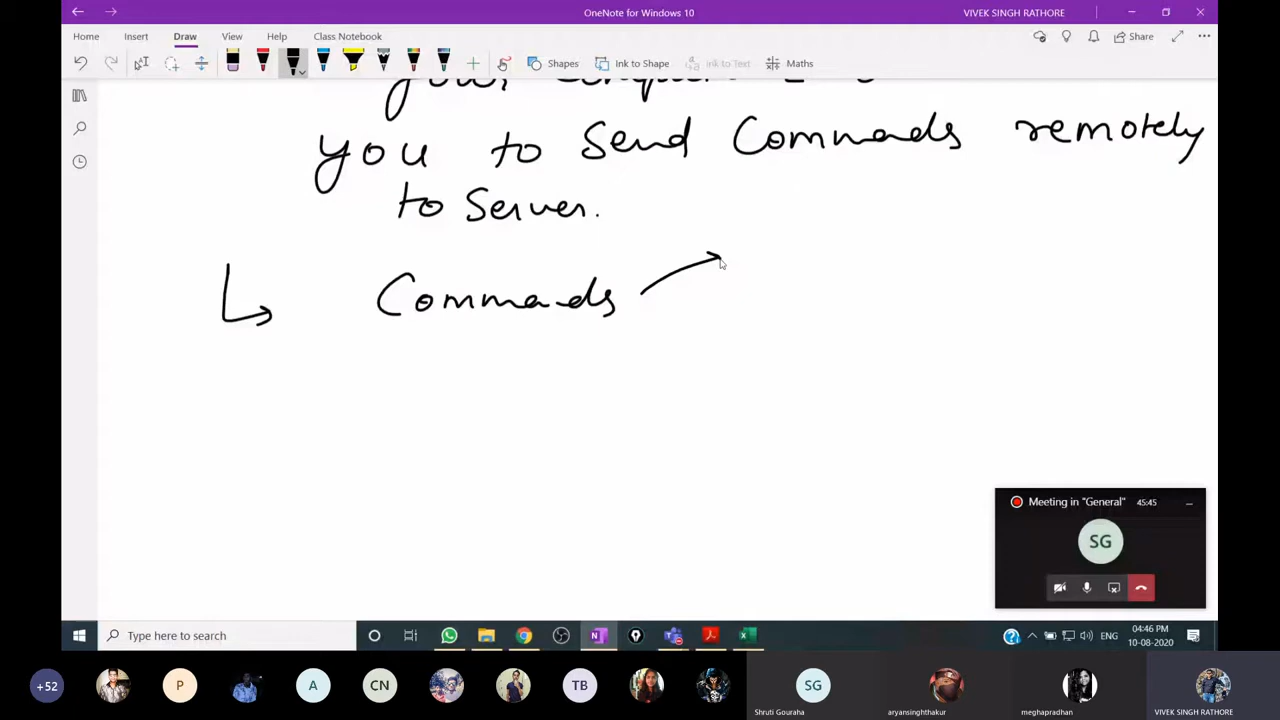 OneNote for Windows 10
VIVEK SINGH RATHORE
Home Insert Draw View Help Class Notebook
Share
Shapes
Ink to Shape
Ink to Text
Maths
you to Send Commads remotely
to Server.
Commads
Meeting in "General" 45:45
SG
Type here to search
ENG
04:46 PM
10-08-2020
+52
P
A
CN
TB
SG
Shruti Gouraha
aryansinghthakur
meghapradhan
VIVEK SINGH RATHORE